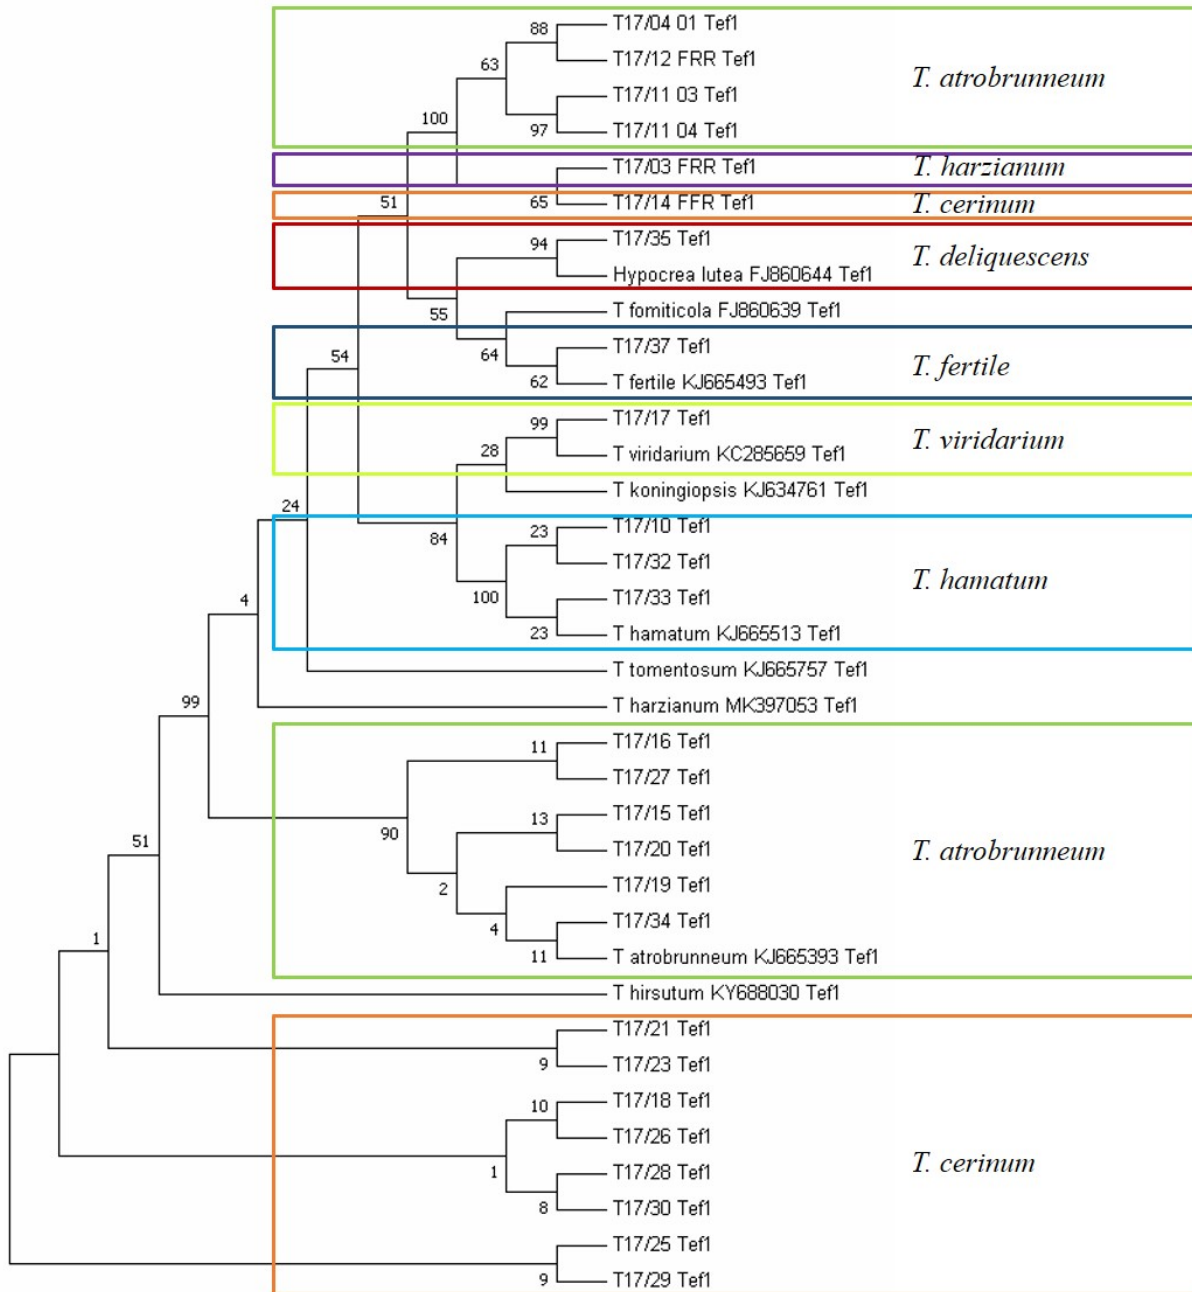 88
T17/04 01 Tef1
T17/12 FRR Tef1
T. atrobrunneum
63
T17/11 03 Tef1
100
97
T17/11 04 Tef1
T17/03 FRR Tef1
T. harzianum
51
65
T17/14 FFR Tef1
T. cerinum
94
T17/35 Tef1
T. deliquescens
Hypocrea lutea FJ860644 Tef1
55
T fomiticola FJ860639 Tef1
54
64
T17/37 Tef1
T. fertile
62
T fertile KJ665493 Tef1
99
T17/17 Tef1
T. viridarium
28
T viridarium KC285659 Tef1
T koningiopsis KJ634761 Tef1
24
84
23
T17/10 Tef1
T17/32 Tef1
T. hamatum
100
T17/33 Tef1
4
23
T hamatum KJ665513 Tef1
T tomentosum KJ665757 Tef1
99
T harzianum MK397053 Tef1
11
T17/16 Tef1
T17/27 Tef1
90
13
T17/15 Tef1
51
T17/20 Tef1
T. atrobrunneum
2
T17/19 Tef1
4
T17/34 Tef1
1
11
T atrobrunneum KJ665393 Tef1
T hirsutum KY688030 Tef1
T17/21 Tef1
9
T17/23 Tef1
10
T17/18 Tef1
T17/26 Tef1
T. cerinum
1
T17/28 Tef1
8
T17/30 Tef1
T17/25 Tef1
9
T17/29 Tef1